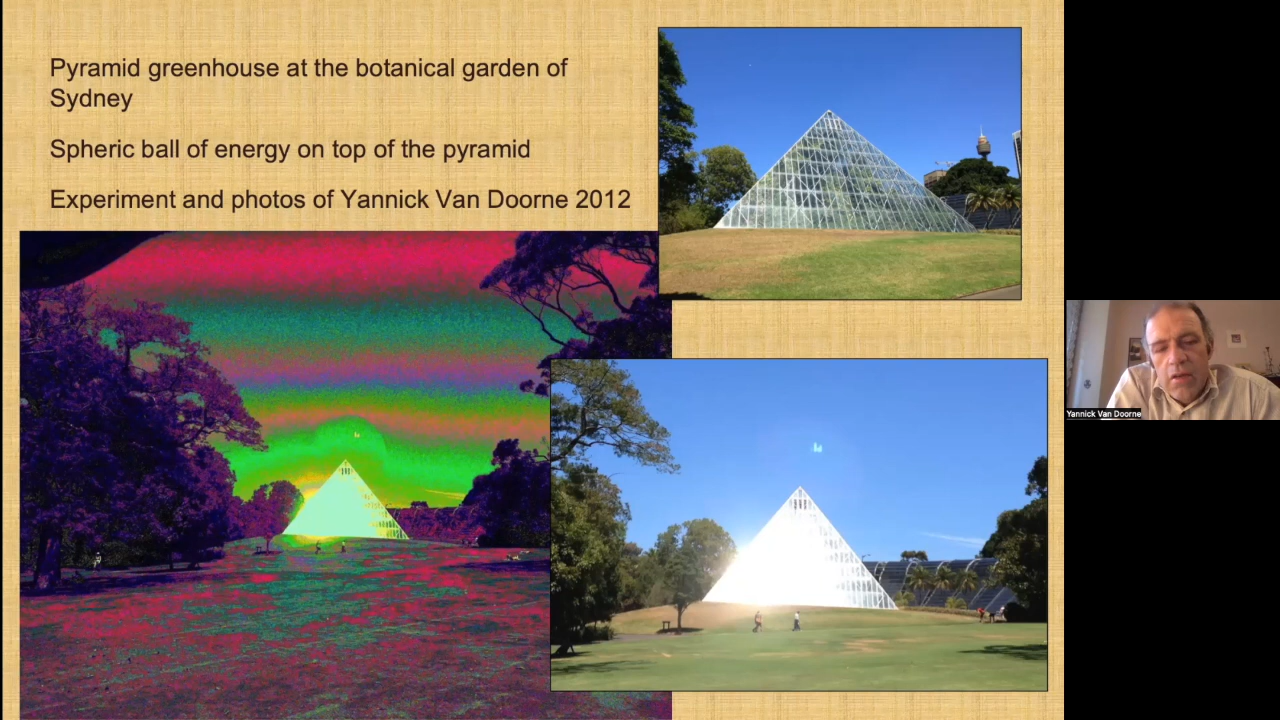 Pyramid greenhouse at the botanical garden of
Sydney
Spheric ball of energy on top of the pyramid
Experiment and photos of Yannick Van Doorne 2012
Yannick Van Doorne